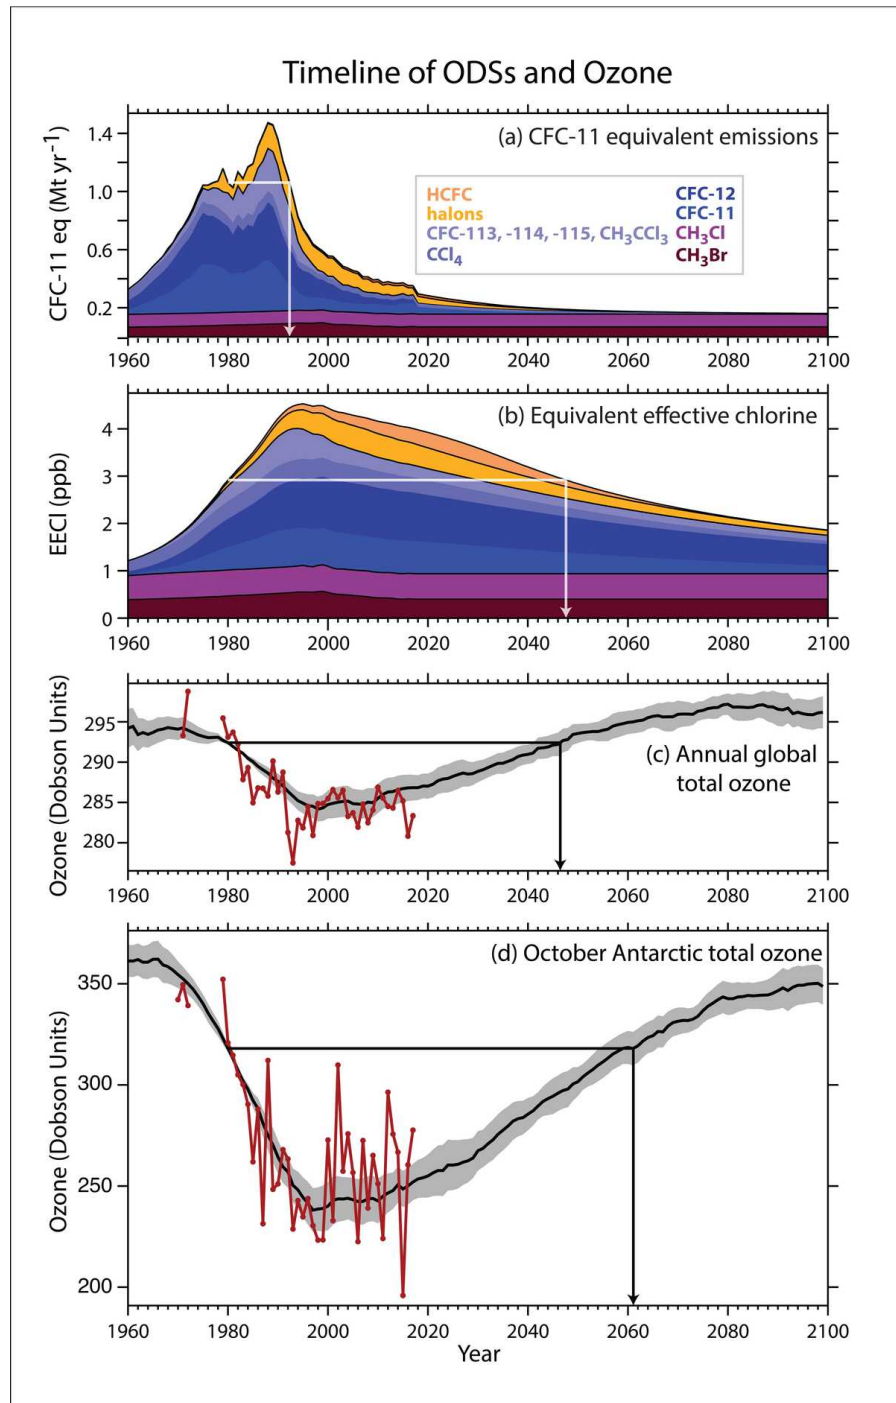 Timeline of ODSs and Ozone
(a) CFC-11 equivalent emissions
CFC-11 eq (Mt yr⁻¹)
1.4
1.0
0.6
0.2
HCFC
halons
CFC-113, -114, -115, CH₃CCl₃
CCl₄
CFC-12
CFC-11
CH₃Cl
CH₃Br
1960 1980 2000 2020 2040 2060 2080 2100
(b) Equivalent effective chlorine
EECl (ppb)
4
3
2
1
0
1960 1980 2000 2020 2040 2060 2080 2100
(c) Annual global
total ozone
Ozone (Dobson Units)
295
290
285
280
1960 1980 2000 2020 2040 2060 2080 2100
(d) October Antarctic total ozone
Ozone (Dobson Units)
350
300
250
200
1960 1980 2000 2020 2040 2060 2080 2100
Year